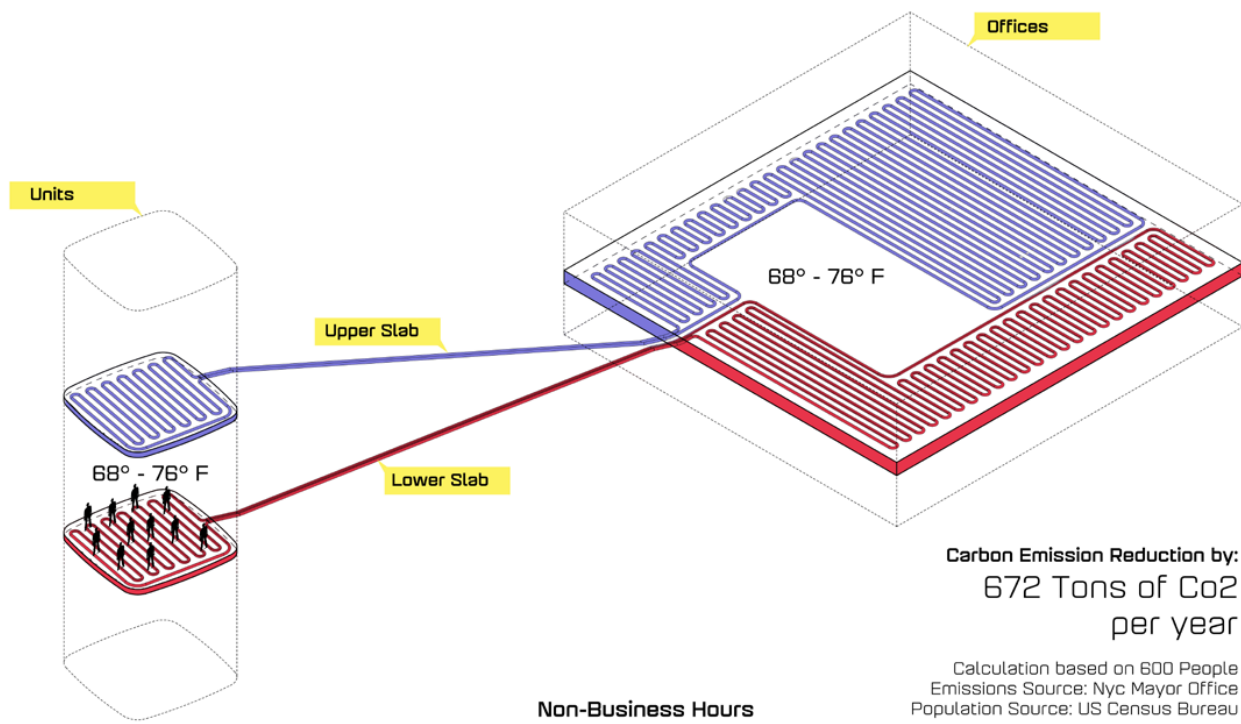 Offices
Units
68° - 76° F
Upper Slab
68° - 76° F
Lower Slab
Carbon Emission Reduction by:
672 Tons of Co2
per year
Calculation based on 600 People
Emissions Source: Nyc Mayor Office
Population Source: US Census Bureau
Non-Business Hours